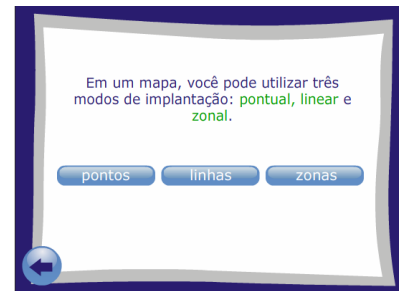 Em um mapa, você pode utilizar três
modos de implantação: pontual, linear e
zonal.
pontos linhas zonas